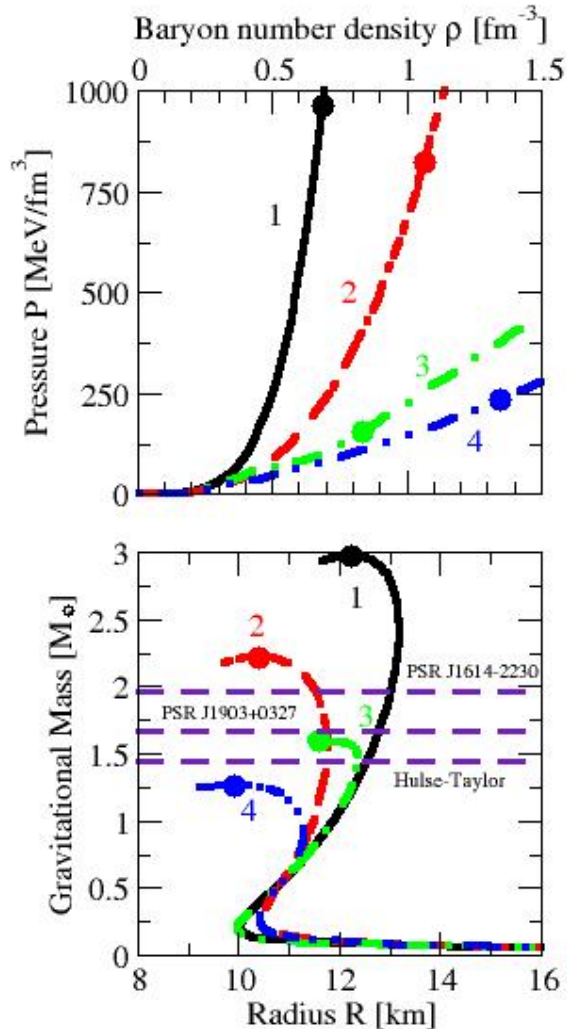 Baryon number density ρ [fm⁻³]
0 0.5 1 1.5
Pressure P [MeV/fm³]
1000
750
500
250
0
1
2
3
4
Gravitational Mass [M☉]
3
2.5
2
1.5
1
0.5
0
1
2
PSR J1614-2230
PSR J1903+0327
3
Hulse-Taylor
4
8 10 12 14 16
Radius R [km]